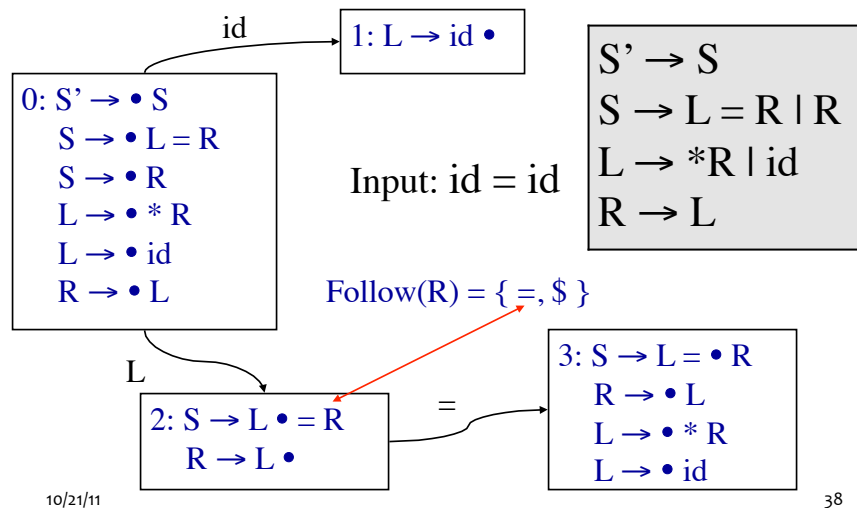 id
1: L → id •
0: S’ → • S
S → • L = R
S → • R
L → • * R
L → • id
R → • L
S’ → S
S → L = R | R
L → *R | id
R → L
Input: id = id
Follow(R) = { =, $ }
L
2: S → L • = R
R → L •
=
3: S → L = • R
R → • L
L → • * R
L → • id
10/21/11
38